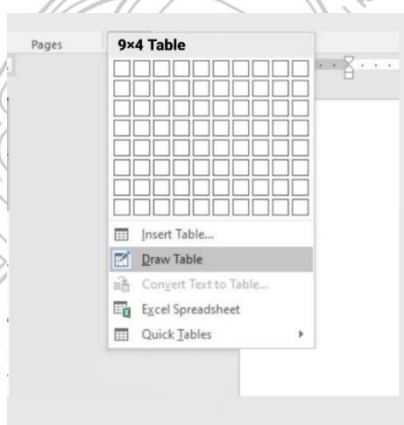 Pages
9×4 Table
Insert Table...
Draw Table
Convert Text to Table...
Excel Spreadsheet
Quick Tables